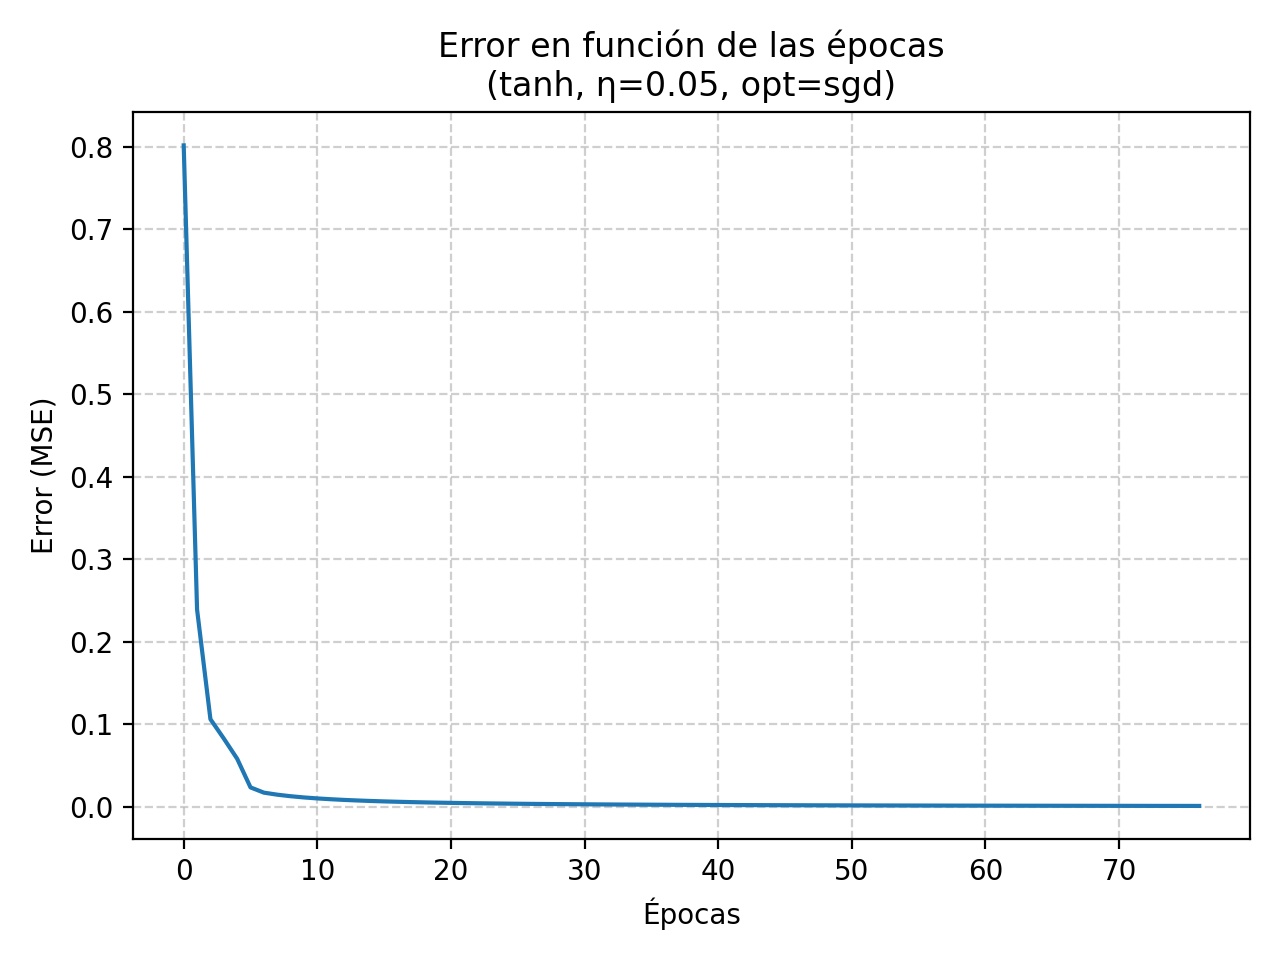 Error en función de las épocas
(tanh, η=0.05, opt=sgd)
Error (MSE)
0.8
0.7
0.6
0.5
0.4
0.3
0.2
0.1
0.0
0 10 20 30 40 50 60 70
Épocas